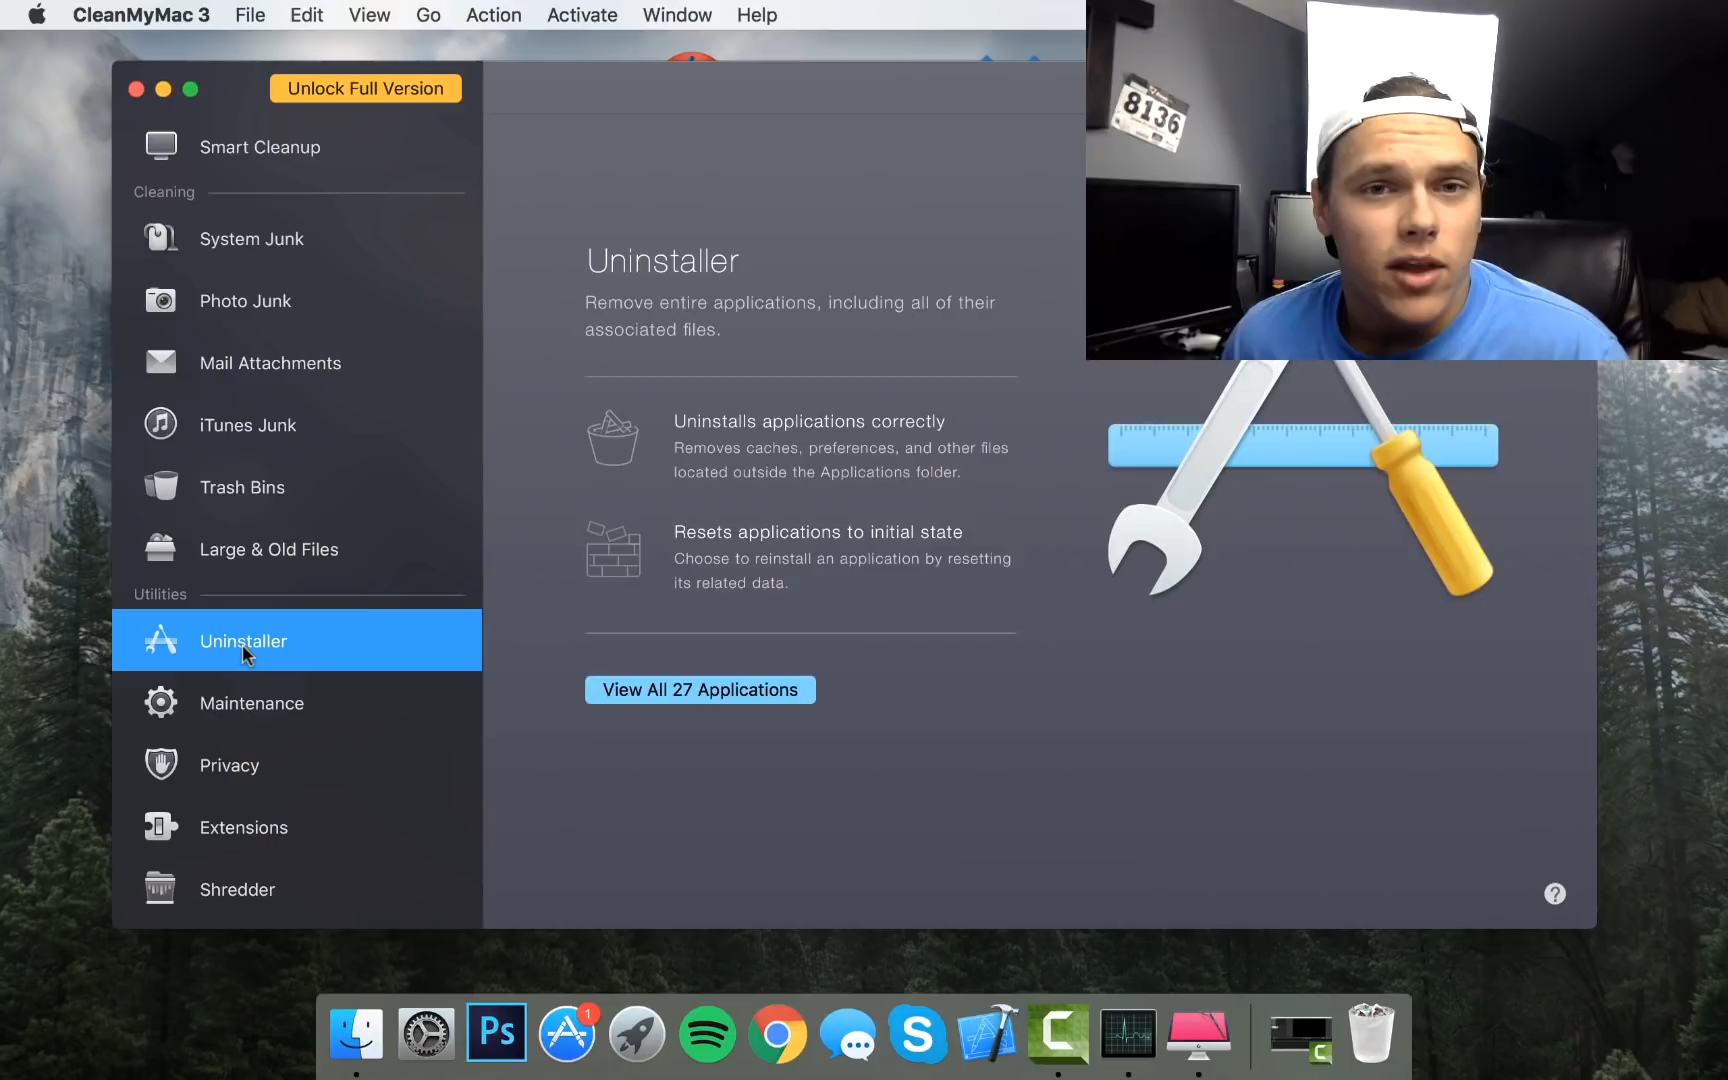 CleanMyMac 3 File Edit View Go Action Activate Window Help
Unlock Full Version
Smart Cleanup
Cleaning
System Junk
Photo Junk
Mail Attachments
iTunes Junk
Trash Bins
Large & Old Files
Utilities
Uninstaller
Maintenance
Privacy
Extensions
Shredder
Uninstaller
Remove entire applications, including all of their
associated files.
Uninstalls applications correctly
Removes caches, preferences, and other files
located outside the Applications folder.
Resets applications to initial state
Choose to reinstall an application by resetting
its related data.
View All 27 Applications
?
8136
Ps
1
S
C
C